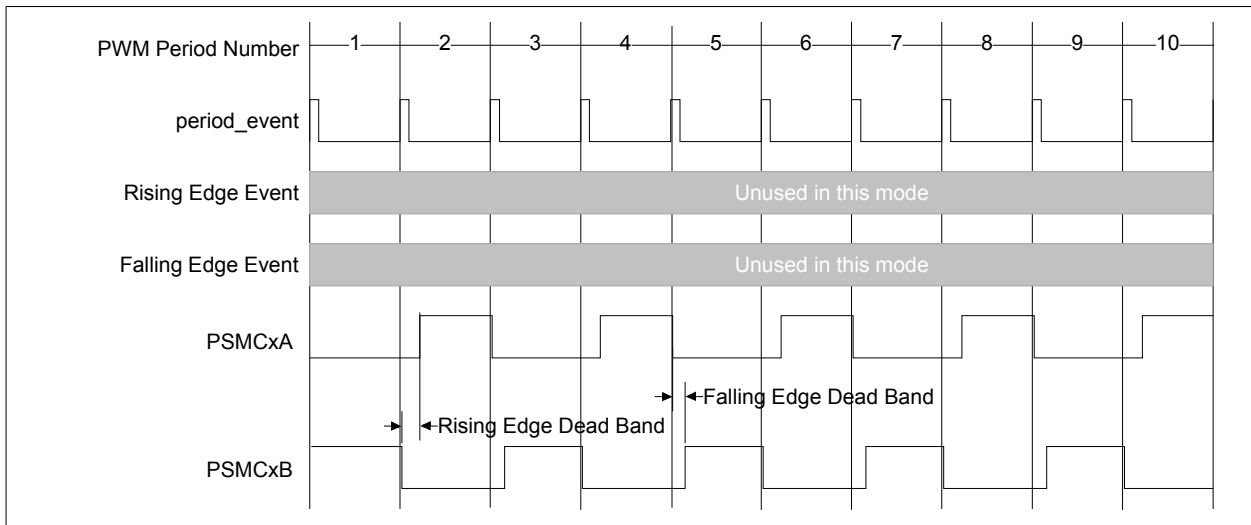 PWM Period Number
1 2 3 4 5 6 7 8 9 10
period_event
Rising Edge Event
Unused in this mode
Falling Edge Event
Unused in this mode
PSMCxA
Falling Edge Dead Band
Rising Edge Dead Band
PSMCxB